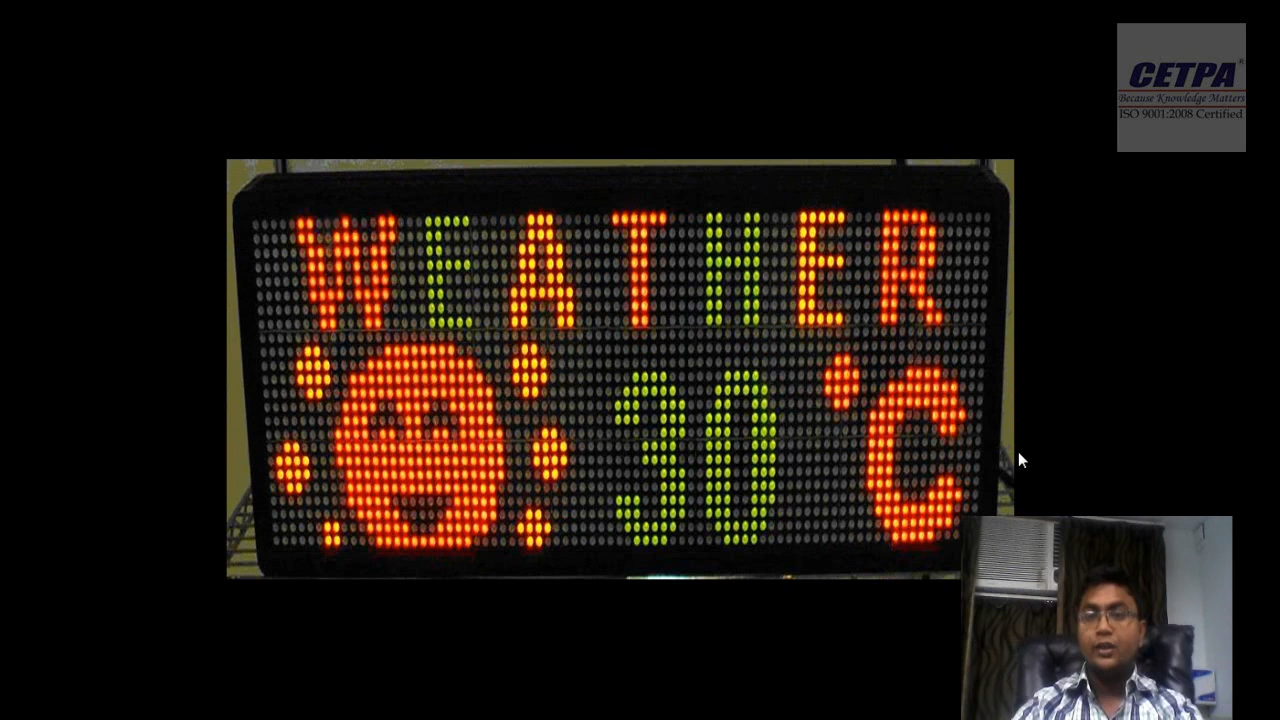 CETPA®
Because Knowledge Matters
ISO 9001:2008 Certified
WEATHER
30 °C